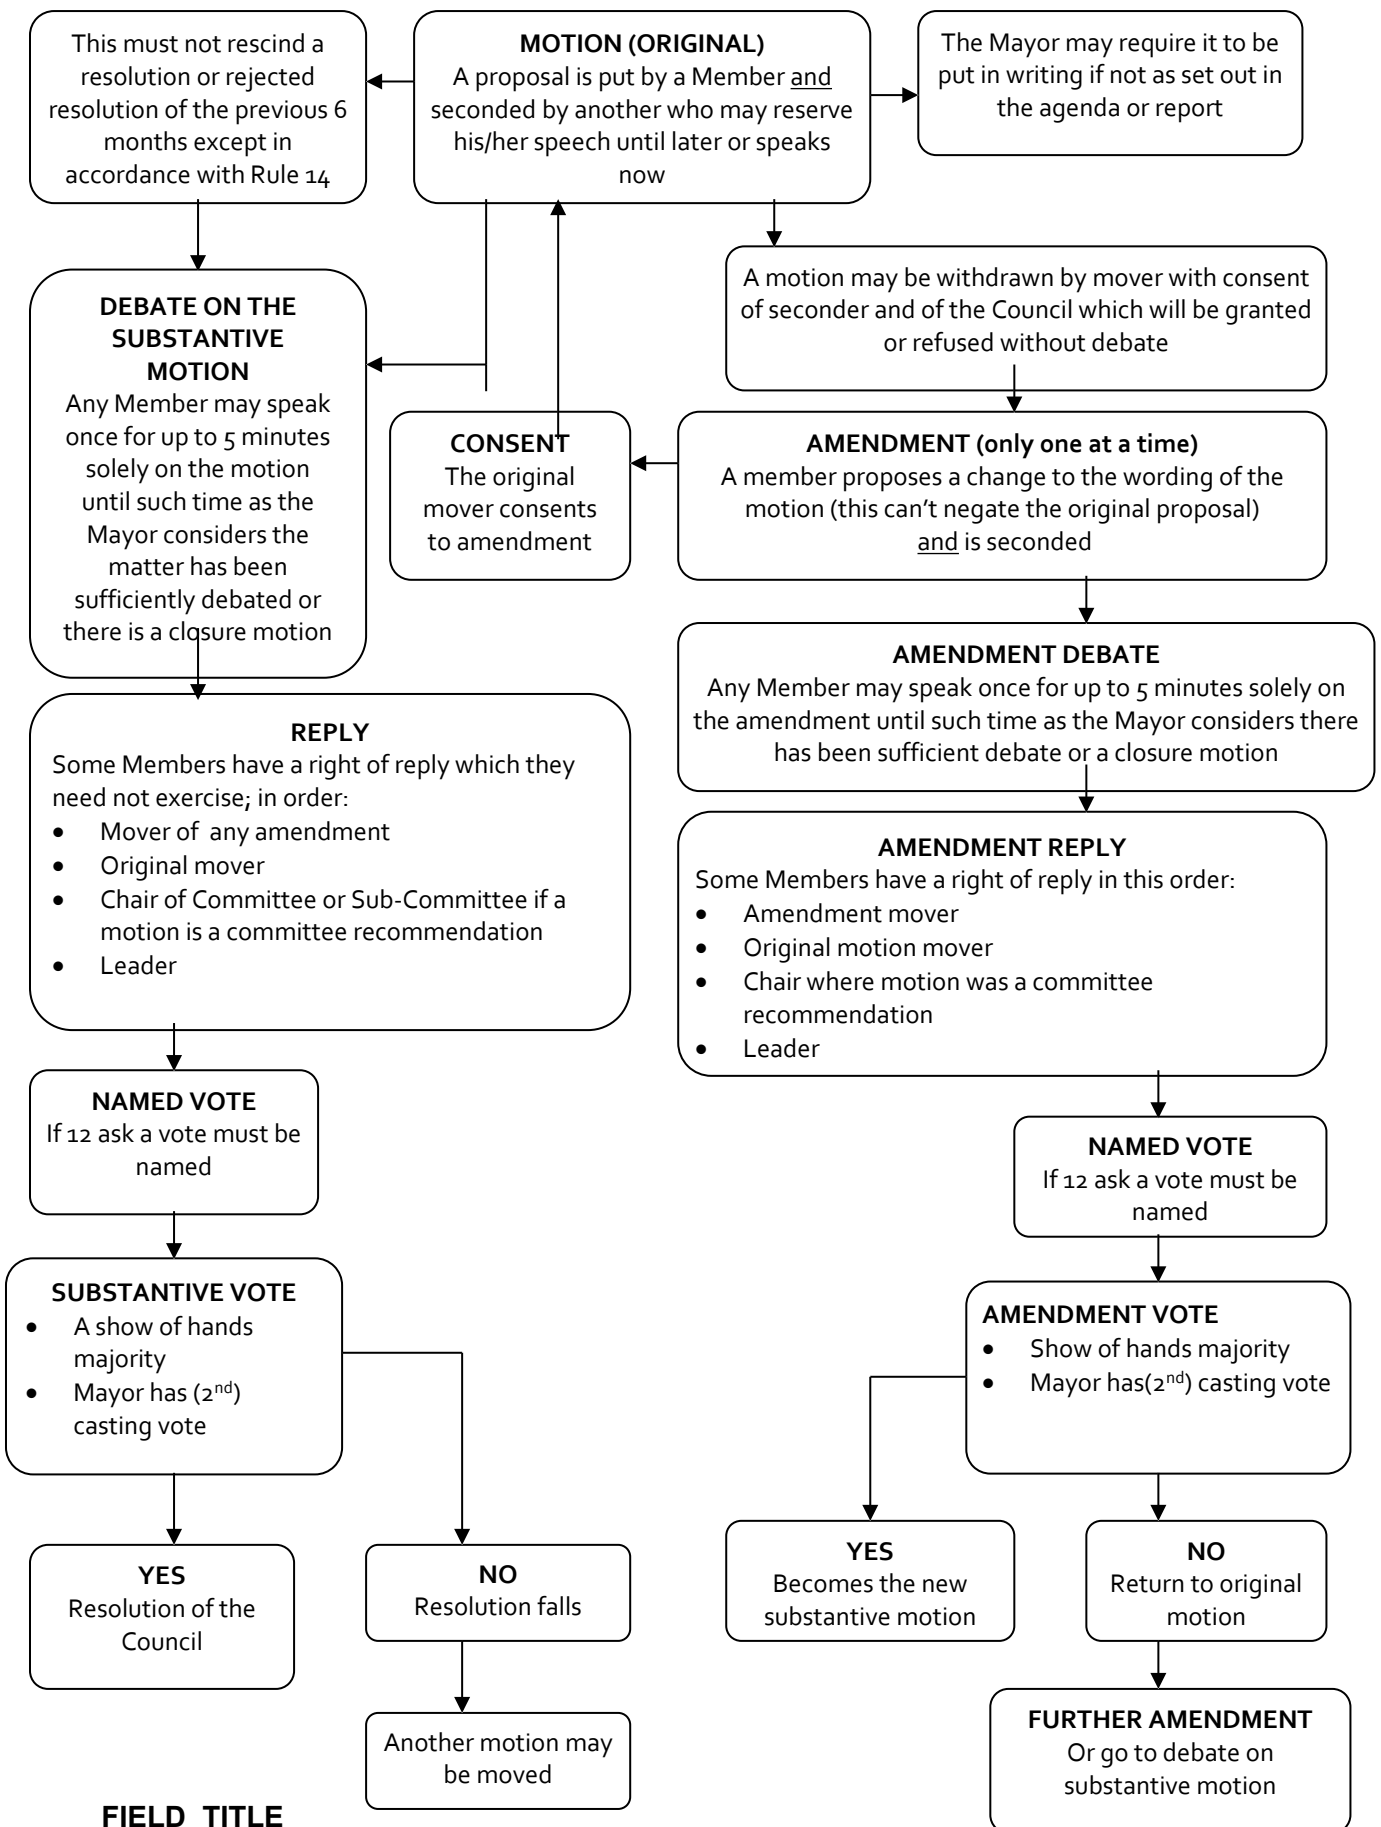 This must not rescind a
resolution or rejected
resolution of the previous 6
months except in
accordance with Rule 14
MOTION (ORIGINAL)
A proposal is put by a Member and
seconded by another who may reserve
his/her speech until later or speaks
now
The Mayor may require it to be
put in writing if not as set out in
the agenda or report
A motion may be withdrawn by mover with consent
of seconder and of the Council which will be granted
or refused without debate
DEBATE ON THE
SUBSTANTIVE
MOTION
Any Member may speak
once for up to 5 minutes
solely on the motion
until such time as the
Mayor considers the
matter has been
sufficiently debated or
there is a closure motion
CONSENT
The original
mover consents
to amendment
AMENDMENT (only one at a time)
A member proposes a change to the wording of the
motion (this can't negate the original proposal)
and is seconded
AMENDMENT DEBATE
Any Member may speak once for up to 5 minutes solely on
the amendment until such time as the Mayor considers there
has been sufficient debate or a closure motion
REPLY
Some Members have a right of reply which they
need not exercise; in order:
• Mover of any amendment
• Original mover
• Chair of Committee or Sub-Committee if a
motion is a committee recommendation
• Leader
AMENDMENT REPLY
Some Members have a right of reply in this order:
• Amendment mover
• Original motion mover
• Chair where motion was a committee
recommendation
• Leader
NAMED VOTE
If 12 ask a vote must be
named
NAMED VOTE
If 12 ask a vote must be
named
SUBSTANTIVE VOTE
• A show of hands
majority
• Mayor has (2nd)
casting vote
AMENDMENT VOTE
• Show of hands majority
• Mayor has(2nd) casting vote
YES
Resolution of the
Council
NO
Resolution falls
YES
Becomes the new
substantive motion
NO
Return to original
motion
Another motion may
be moved
FURTHER AMENDMENT
Or go to debate on
substantive motion
FIELD_TITLE